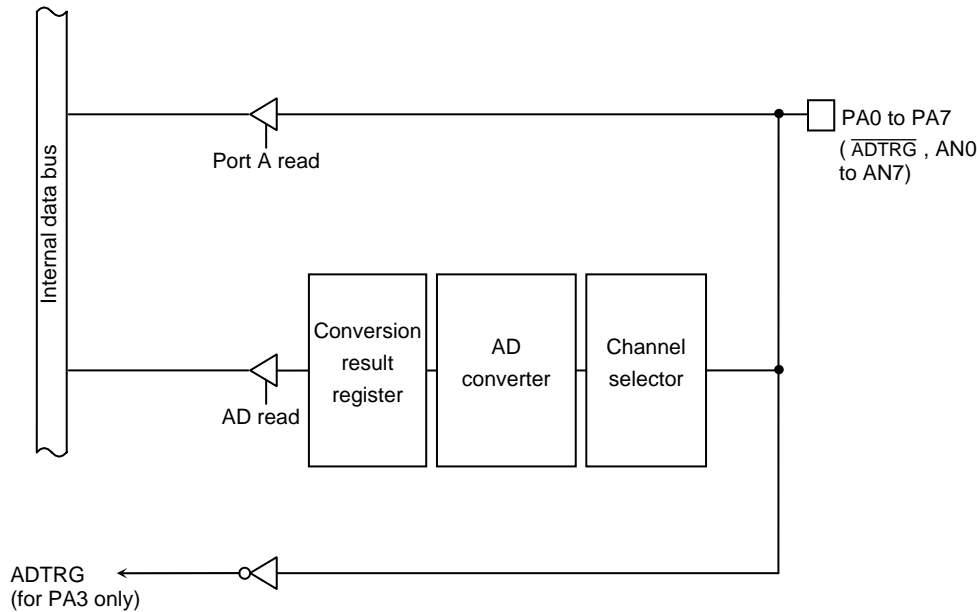 Internal data bus
Port A read
PA0 to PA7
( ADTRG , AN0
to AN7)
Conversion
result
register
AD
converter
Channel
selector
AD read
ADTRG
(for PA3 only)